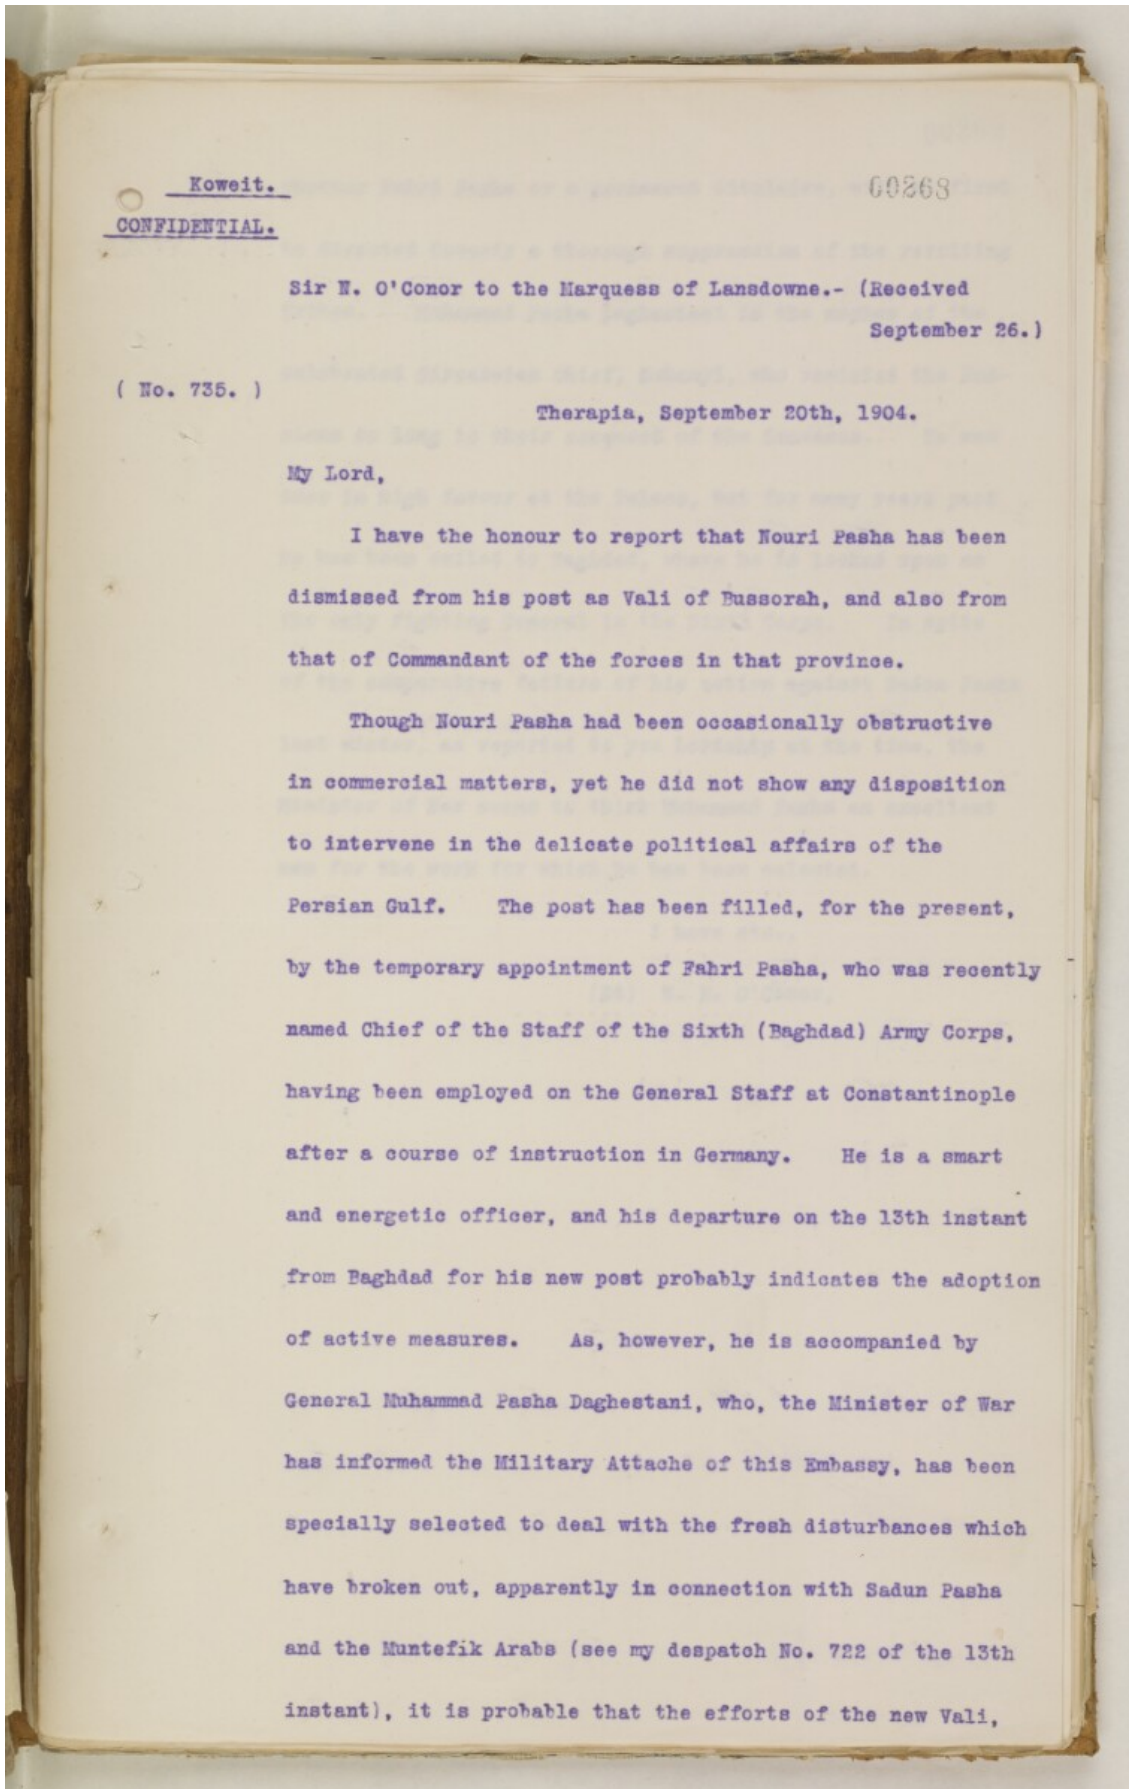 Koweit.
00268
CONFIDENTIAL.
Sir N. O'Conor to the Marquess of Lansdowne.- (Received
September 26.)
( No. 735. )
Therapia, September 20th, 1904.
My Lord,
I have the honour to report that Nouri Pasha has been
dismissed from his post as Vali of Bussorah, and also from
that of Commandant of the forces in that province.
Though Nouri Pasha had been occasionally obstructive
in commercial matters, yet he did not show any disposition
to intervene in the delicate political affairs of the
Persian Gulf. The post has been filled, for the present,
by the temporary appointment of Fahri Pasha, who was recently
named Chief of the Staff of the Sixth (Baghdad) Army Corps,
having been employed on the General Staff at Constantinople
after a course of instruction in Germany. He is a smart
and energetic officer, and his departure on the 13th instant
from Baghdad for his new post probably indicates the adoption
of active measures. As, however, he is accompanied by
General Muhammad Pasha Daghestani, who, the Minister of War
has informed the Military Attache of this Embassy, has been
specially selected to deal with the fresh disturbances which
have broken out, apparently in connection with Sadun Pasha
and the Muntefik Arabs (see my despatch No. 722 of the 13th
instant), it is probable that the efforts of the new Vali,